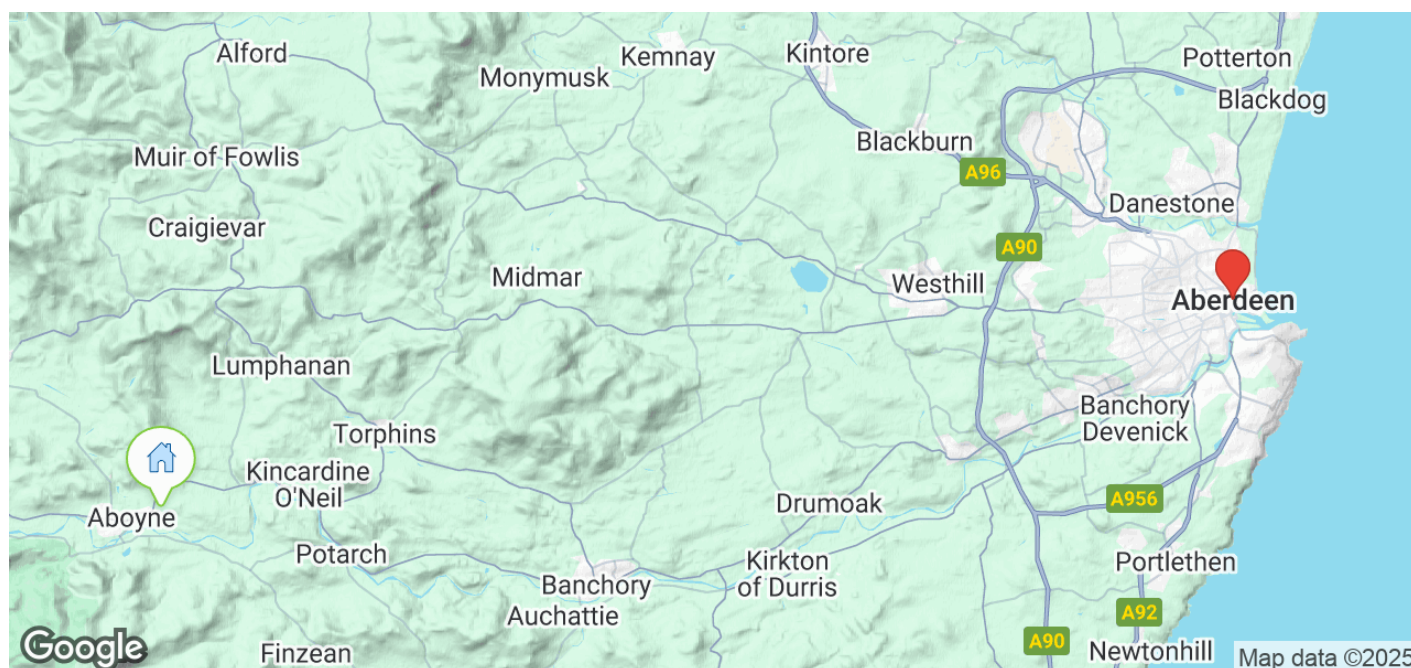 Alford
Kemnay
Kintore
Potterton
Monymusk
Blackdog
Blackburn
Muir of Fowlis
A96
Danestone
Craigievar
A90
Midmar
Westhill
Aberdeen
Lumphanan
Banchory
Devenick
Torphins
Kincardine
O'Neil
A956
Drumoak
Aboyne
Potarch
Kirkton
of Durris
Portlethen
Banchory
Auchattie
A92
A90
Newtonhill
Finzean
Google
Map data ©2025